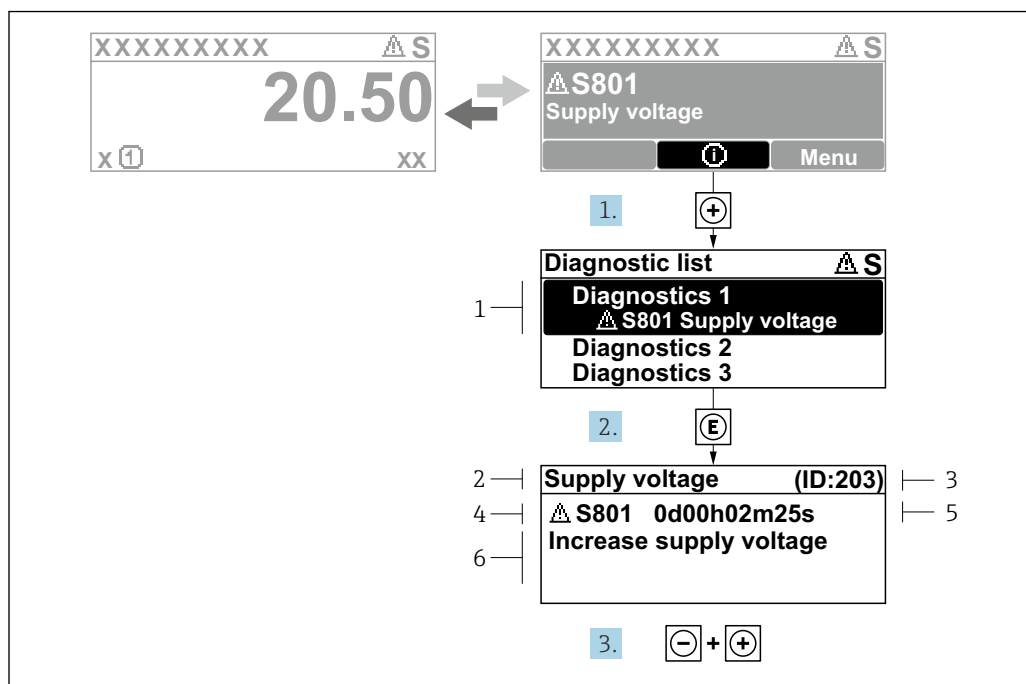 XXXXXXXXX ⚠ S
20.50
X ① XX
XXXXXXXXX ⚠ S
⚠ S801
Supply voltage
ⓘ Menu
1. +
Diagnostic list ⚠ S
1 Diagnostics 1
⚠ S801 Supply voltage
Diagnostics 2
Diagnostics 3
2. E
2 Supply voltage (ID:203) 3
4 ⚠ S801 0d00h02m25s 5
6 Increase supply voltage
3. − + +